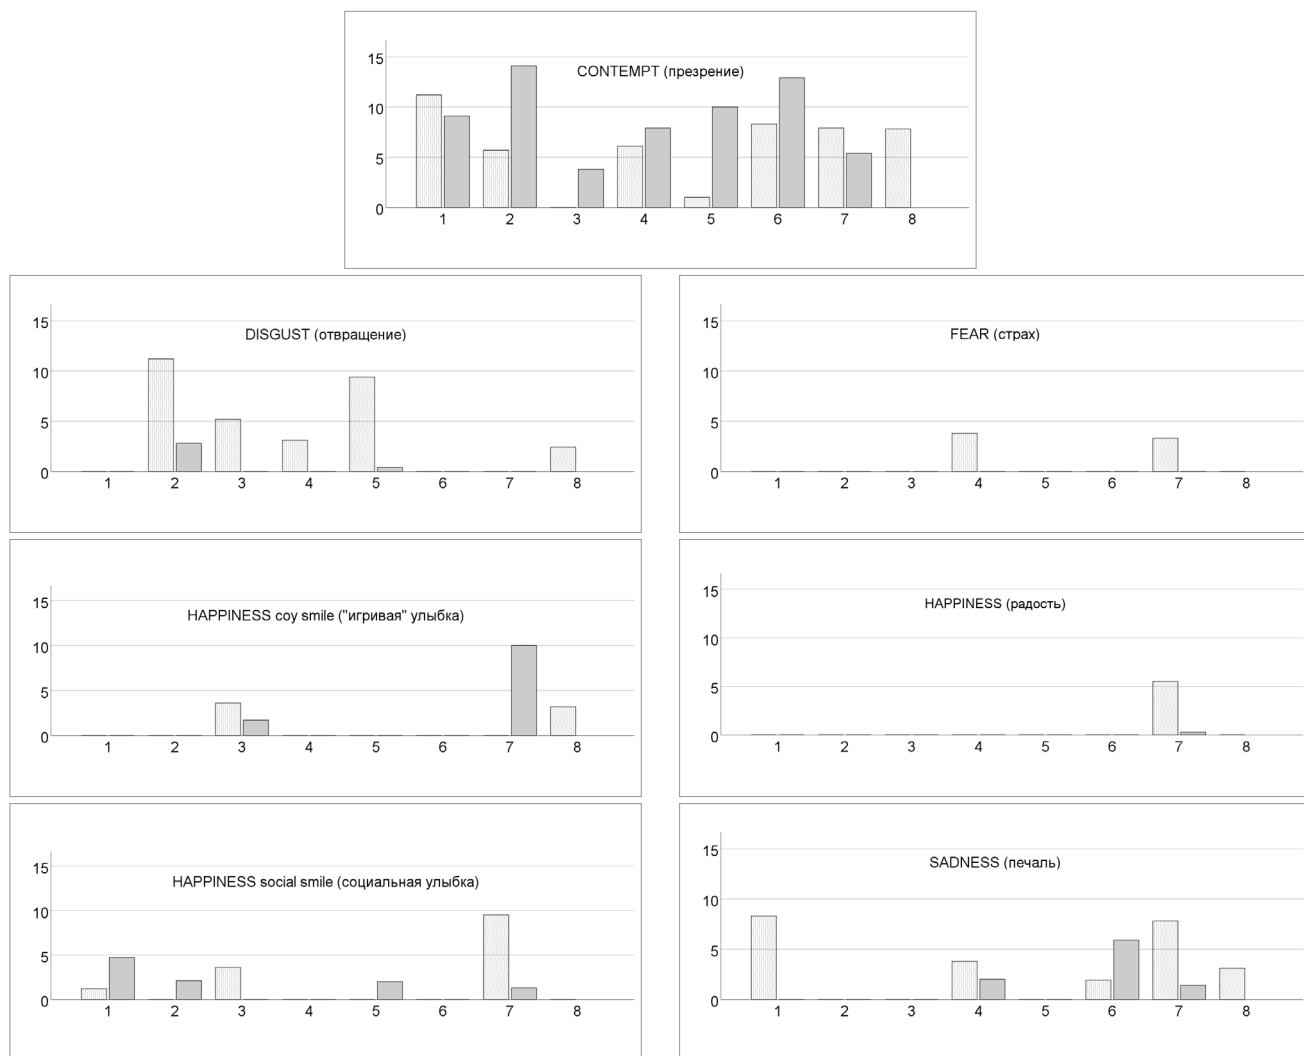 CONTEMPT (презрение)
15
10
5
0
1 2 3 4 5 6 7 8
DISGUST (отвращение)
15
10
5
0
1 2 3 4 5 6 7 8
FEAR (страх)
15
10
5
0
1 2 3 4 5 6 7 8
HAPPINESS coy smile ("игривая" улыбка)
15
10
5
0
1 2 3 4 5 6 7 8
HAPPINESS (радость)
15
10
5
0
1 2 3 4 5 6 7 8
HAPPINESS social smile (социальная улыбка)
15
10
5
0
1 2 3 4 5 6 7 8
SADNESS (печаль)
15
10
5
0
1 2 3 4 5 6 7 8